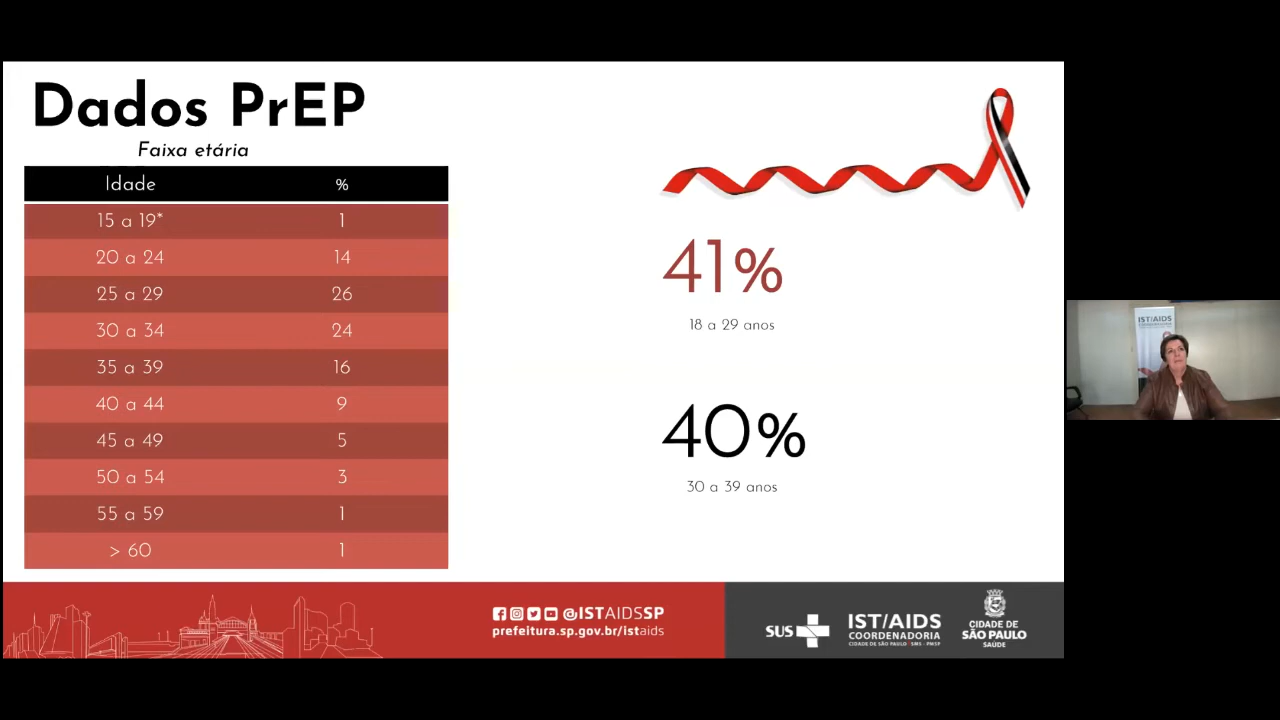 Dados PrEP
Faixa etária
Idade %
15 a 19* 1
20 a 24 14
25 a 29 26
30 a 34 24
35 a 39 16
40 a 44 9
45 a 49 5
50 a 54 3
55 a 59 1
> 60 1
41%
18 a 29 anos
40%
30 a 39 anos
@ISTAIDSSP
prefeitura.sp.gov.br/istaids
SUS
IST/AIDS
COORDENADORIA
CIDADE DE SÃO PAULO SMS - PMSP
CIDADE DE
SÃO PAULO
SAÚDE
IST/AIDS
COORDENADORIA